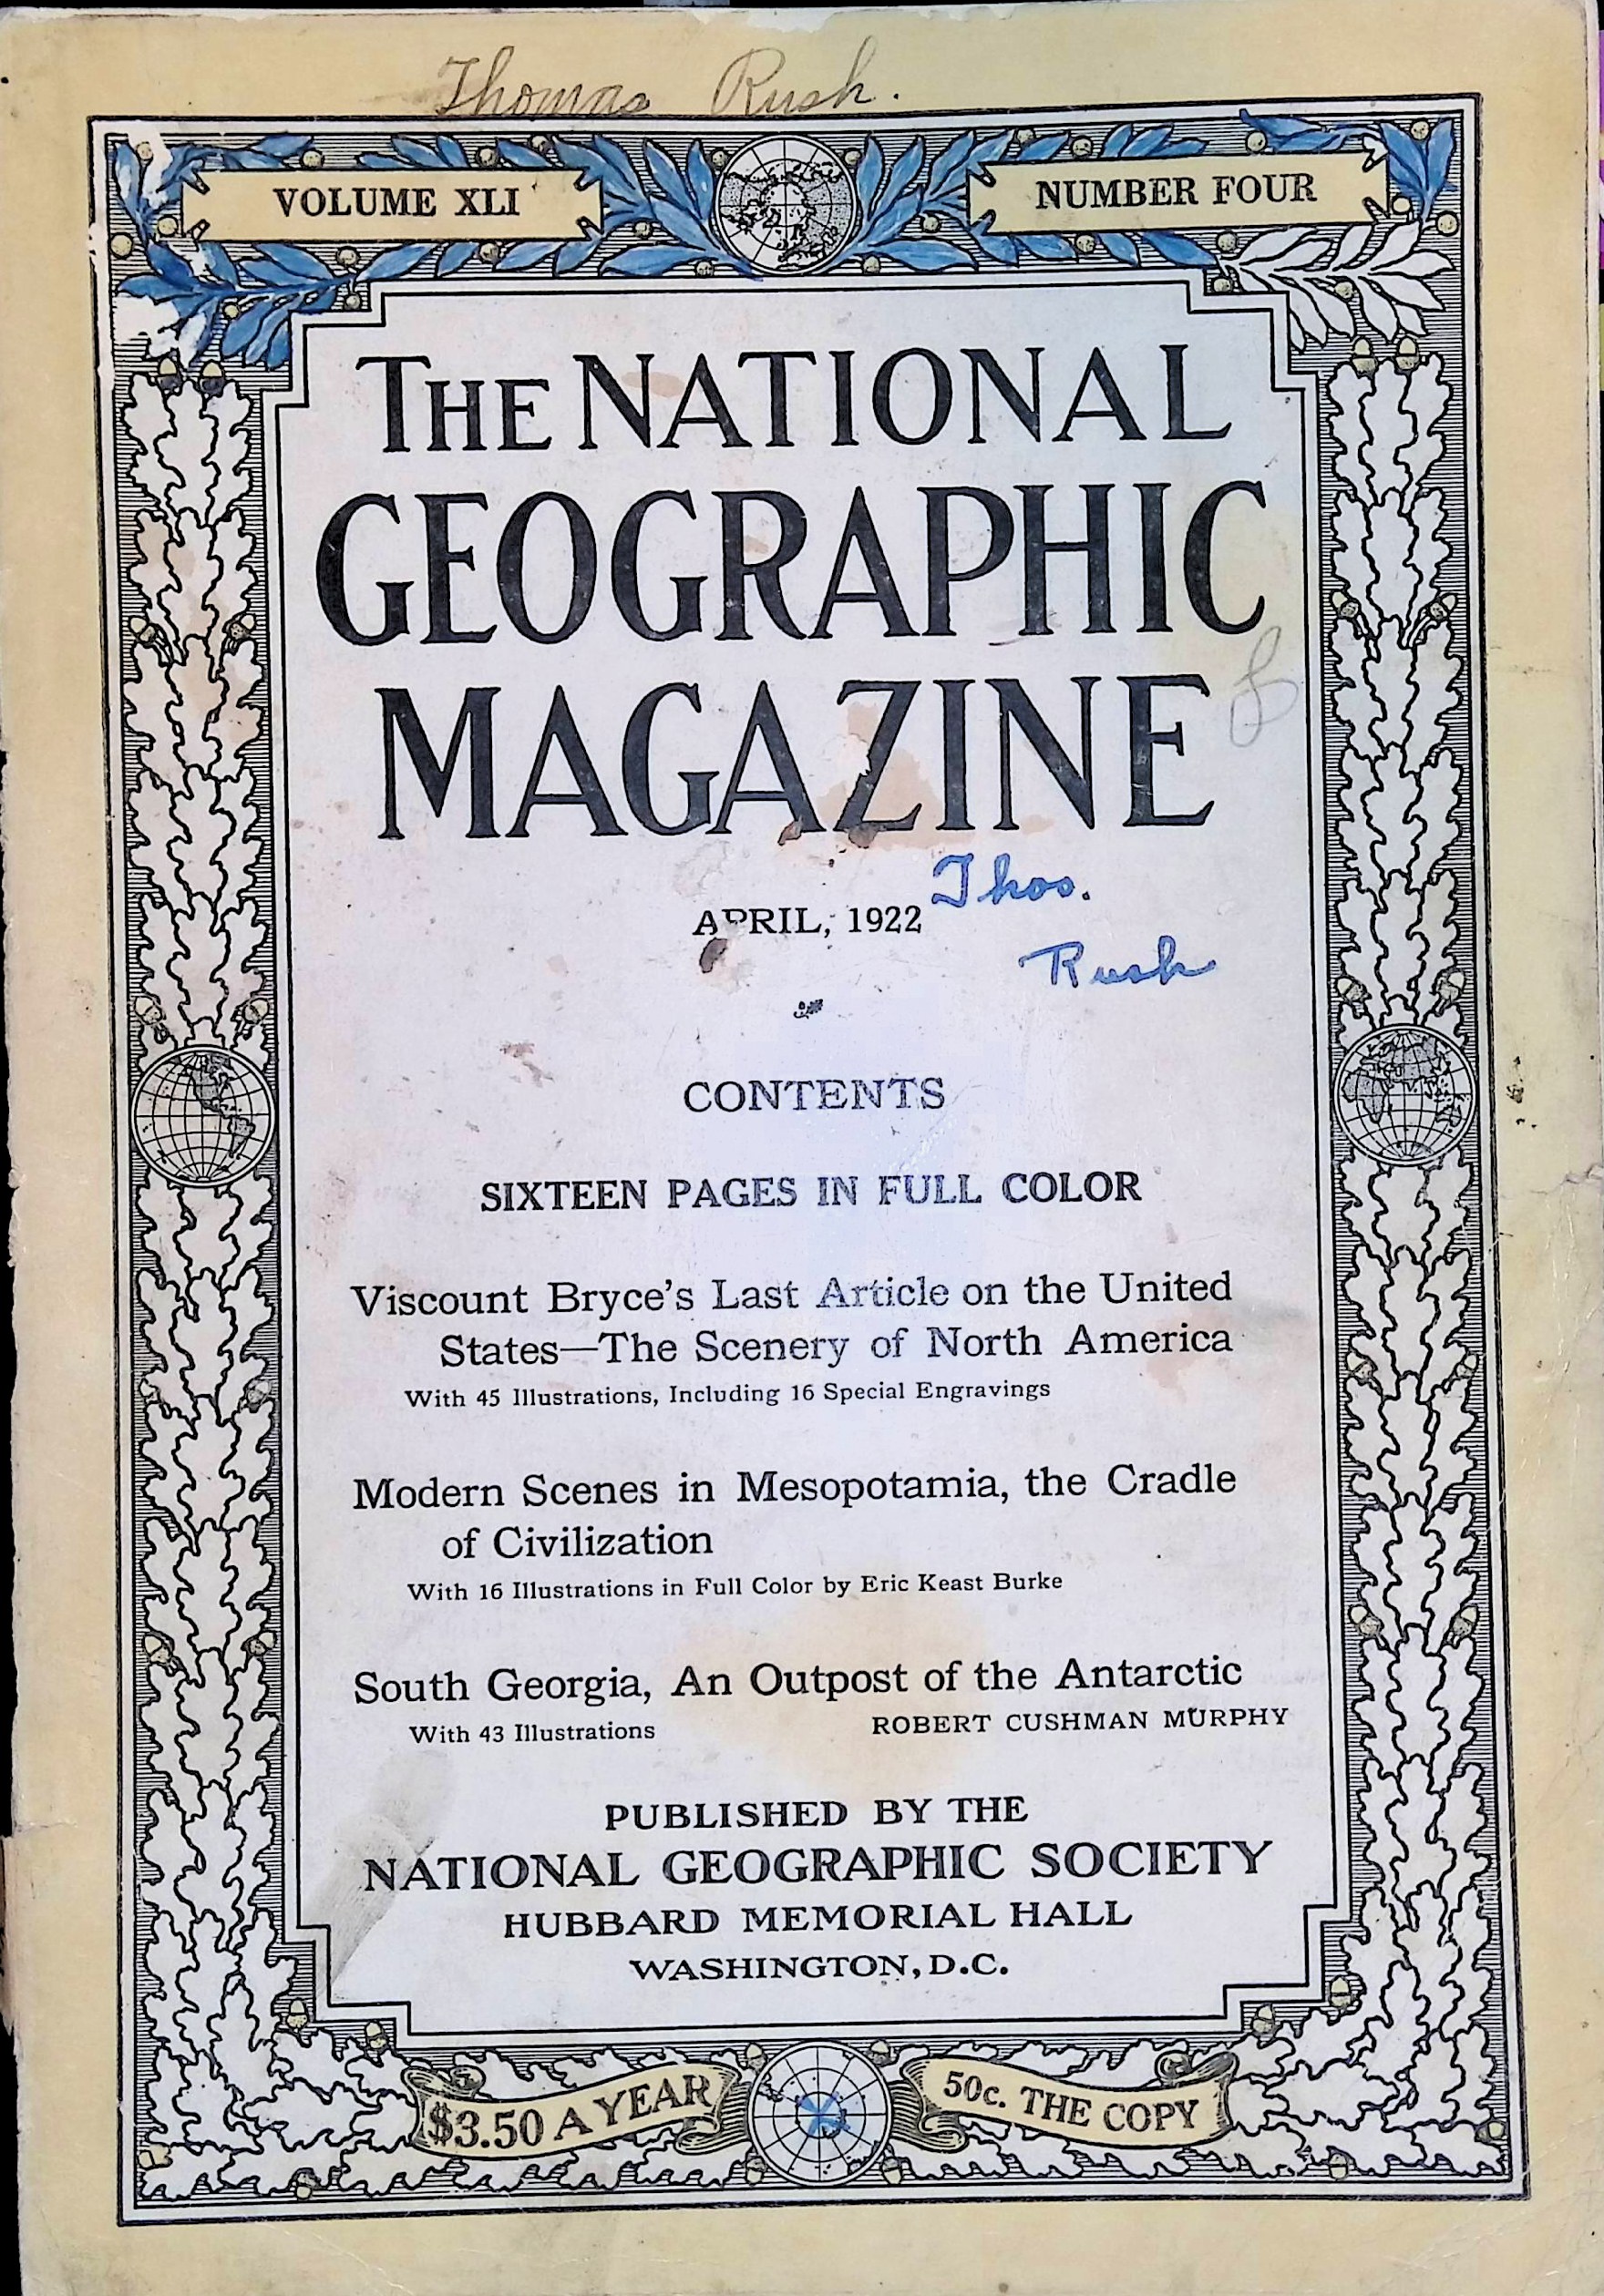 Thomas Rush.
VOLUME XLI
NUMBER FOUR
THE NATIONAL
GEOGRAPHIC
MAGAZINE
APRIL, 1922
Thos.
Rush
CONTENTS
SIXTEEN PAGES IN FULL COLOR
Viscount Bryce's Last Article on the United
States—The Scenery of North America
With 45 Illustrations, Including 16 Special Engravings
Modern Scenes in Mesopotamia, the Cradle
of Civilization
With 16 Illustrations in Full Color by Eric Keast Burke
South Georgia, An Outpost of the Antarctic
With 43 Illustrations ROBERT CUSHMAN MURPHY
PUBLISHED BY THE
NATIONAL GEOGRAPHIC SOCIETY
HUBBARD MEMORIAL HALL
WASHINGTON, D.C.
$3.50 A YEAR
50c. THE COPY